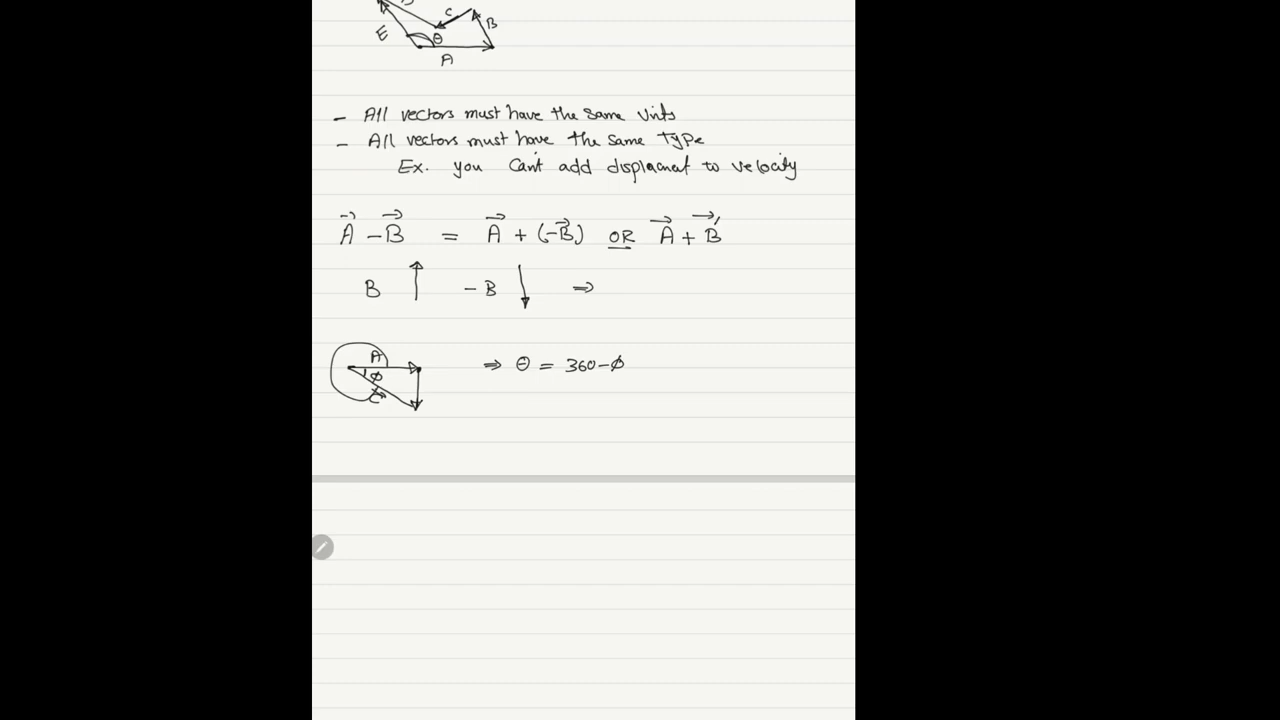 C
B
E
θ
A
- All vectors must have the same Units
- All vectors must have the same Type
Ex. you Can't add displacment to velocity
A - B = A + (-B) OR A + B'
B - B ⇒
A
ϕ
C
⇒ θ = 360-ϕ